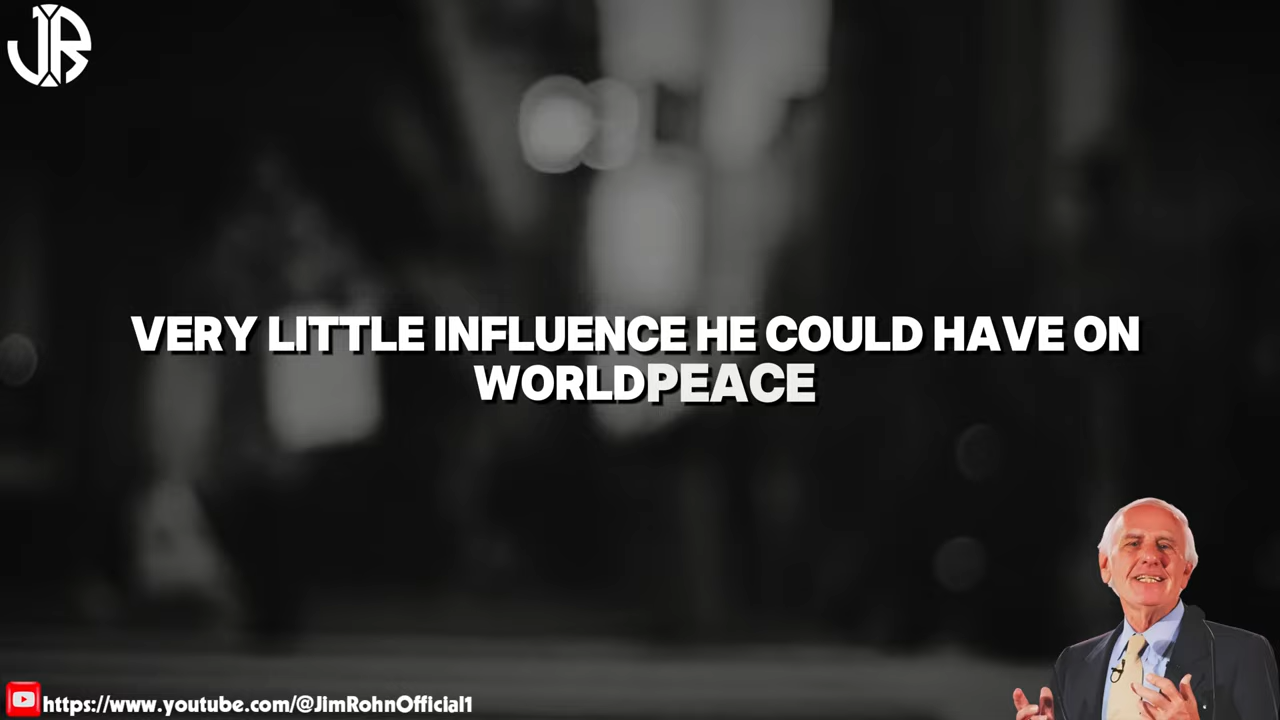 JR
VERY LITTLE INFLUENCE HE COULD HAVE ON
WORLDPEACE
https://www.youtube.com/@JimRohnOfficial1